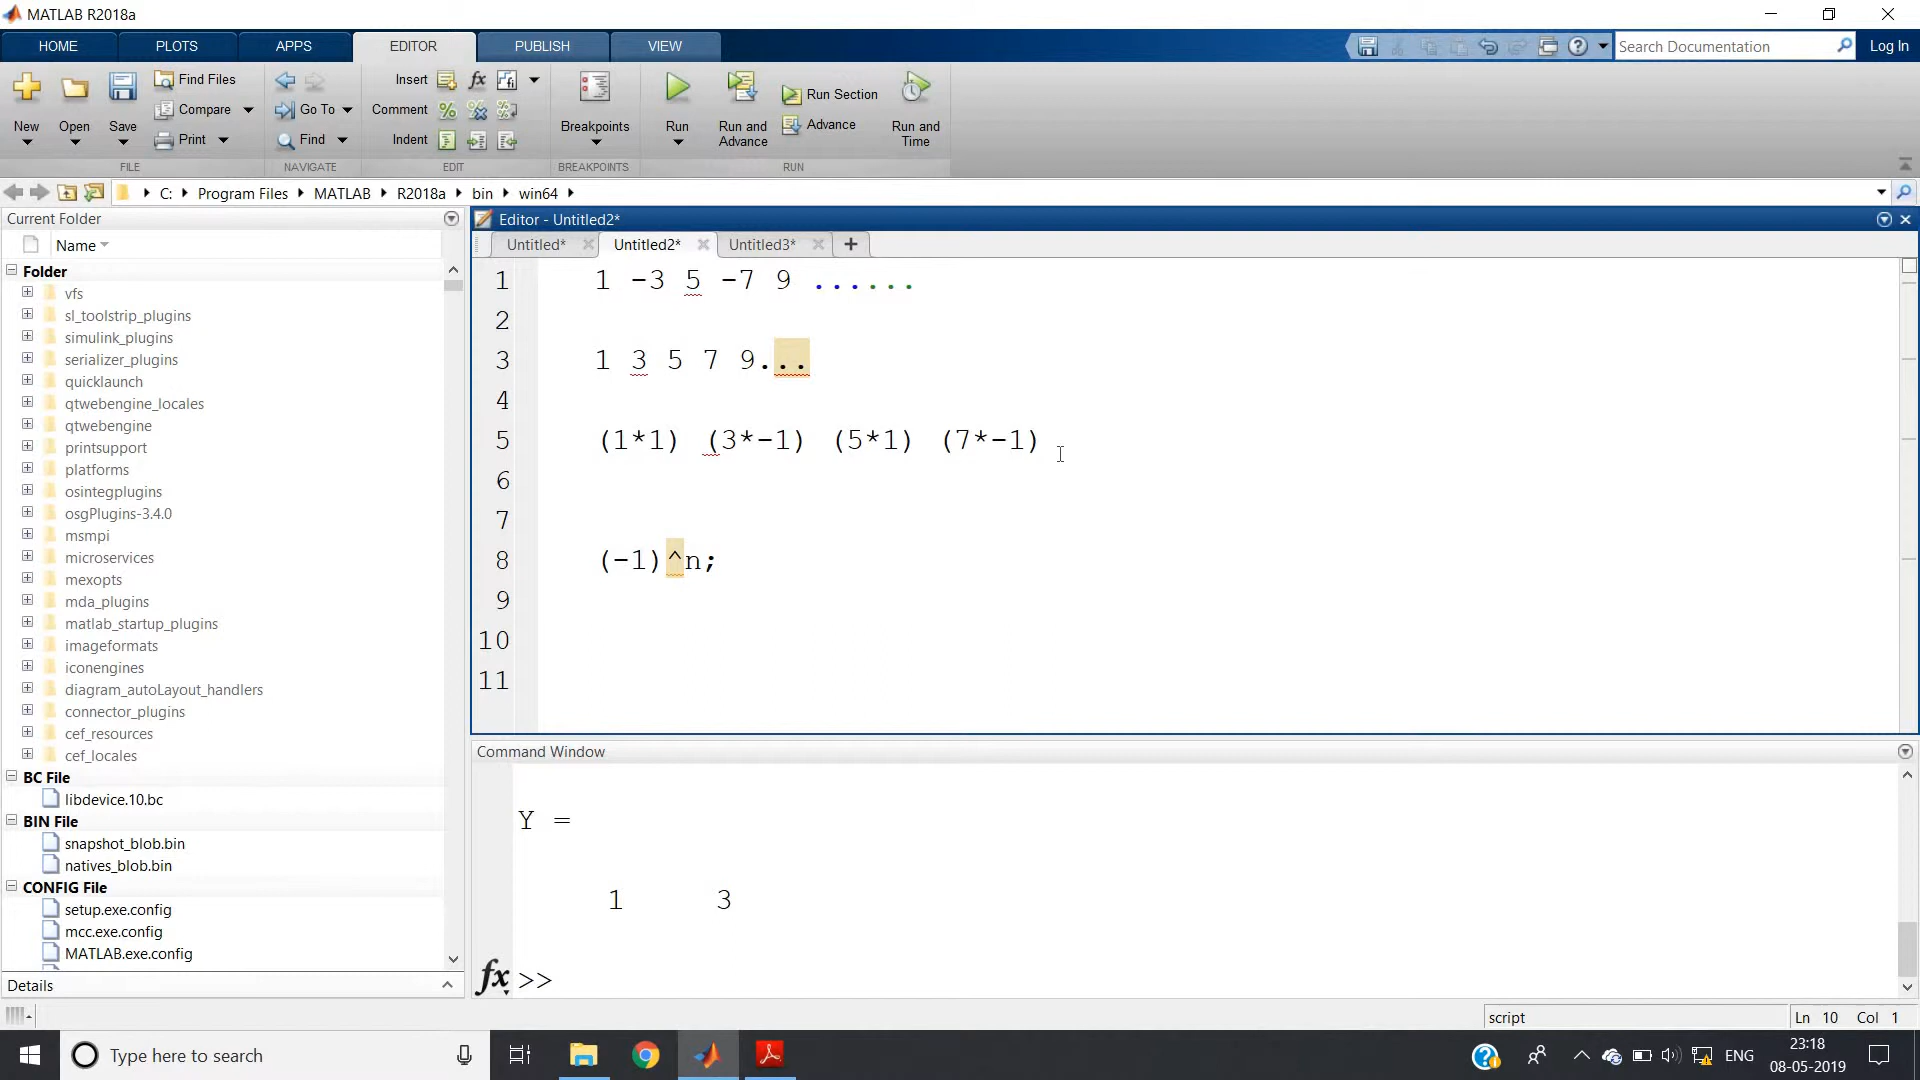 MATLAB R2018a
HOME PLOTS APPS EDITOR PUBLISH VIEW
Search Documentation Log In
New Open Save Find Files Compare Print
FILE
Go To Find
NAVIGATE
Insert fx Comment % Indent
EDIT
Breakpoints
BREAKPOINTS
Run Run and Advance Run Section Advance Run and Time
RUN
C: Program Files MATLAB R2018a bin win64
Current Folder
Name
Folder
vfs
sl_toolstrip_plugins
simulink_plugins
serializer_plugins
quicklaunch
qtwebengine_locales
qtwebengine
printsupport
platforms
osintegplugins
osgPlugins-3.4.0
msmpi
microservices
mexopts
mda_plugins
matlab_startup_plugins
imageformats
iconengines
diagram_autoLayout_handlers
connector_plugins
cef_resources
cef_locales
BC File
libdevice.10.bc
BIN File
snapshot_blob.bin
natives_blob.bin
CONFIG File
setup.exe.config
mcc.exe.config
MATLAB.exe.config
Details
Editor - Untitled2*
Untitled* Untitled2* Untitled3*
1 1 -3 5 -7 9 ......
2
3 1 3 5 7 9...
4
5 (1*1) (3*-1) (5*1) (7*-1)
6
7
8 (-1)^n;
9
10
11
Command Window
Y =
1 3
fx >>
script Ln 10 Col 1
Type here to search
ENG
23:18
08-05-2019